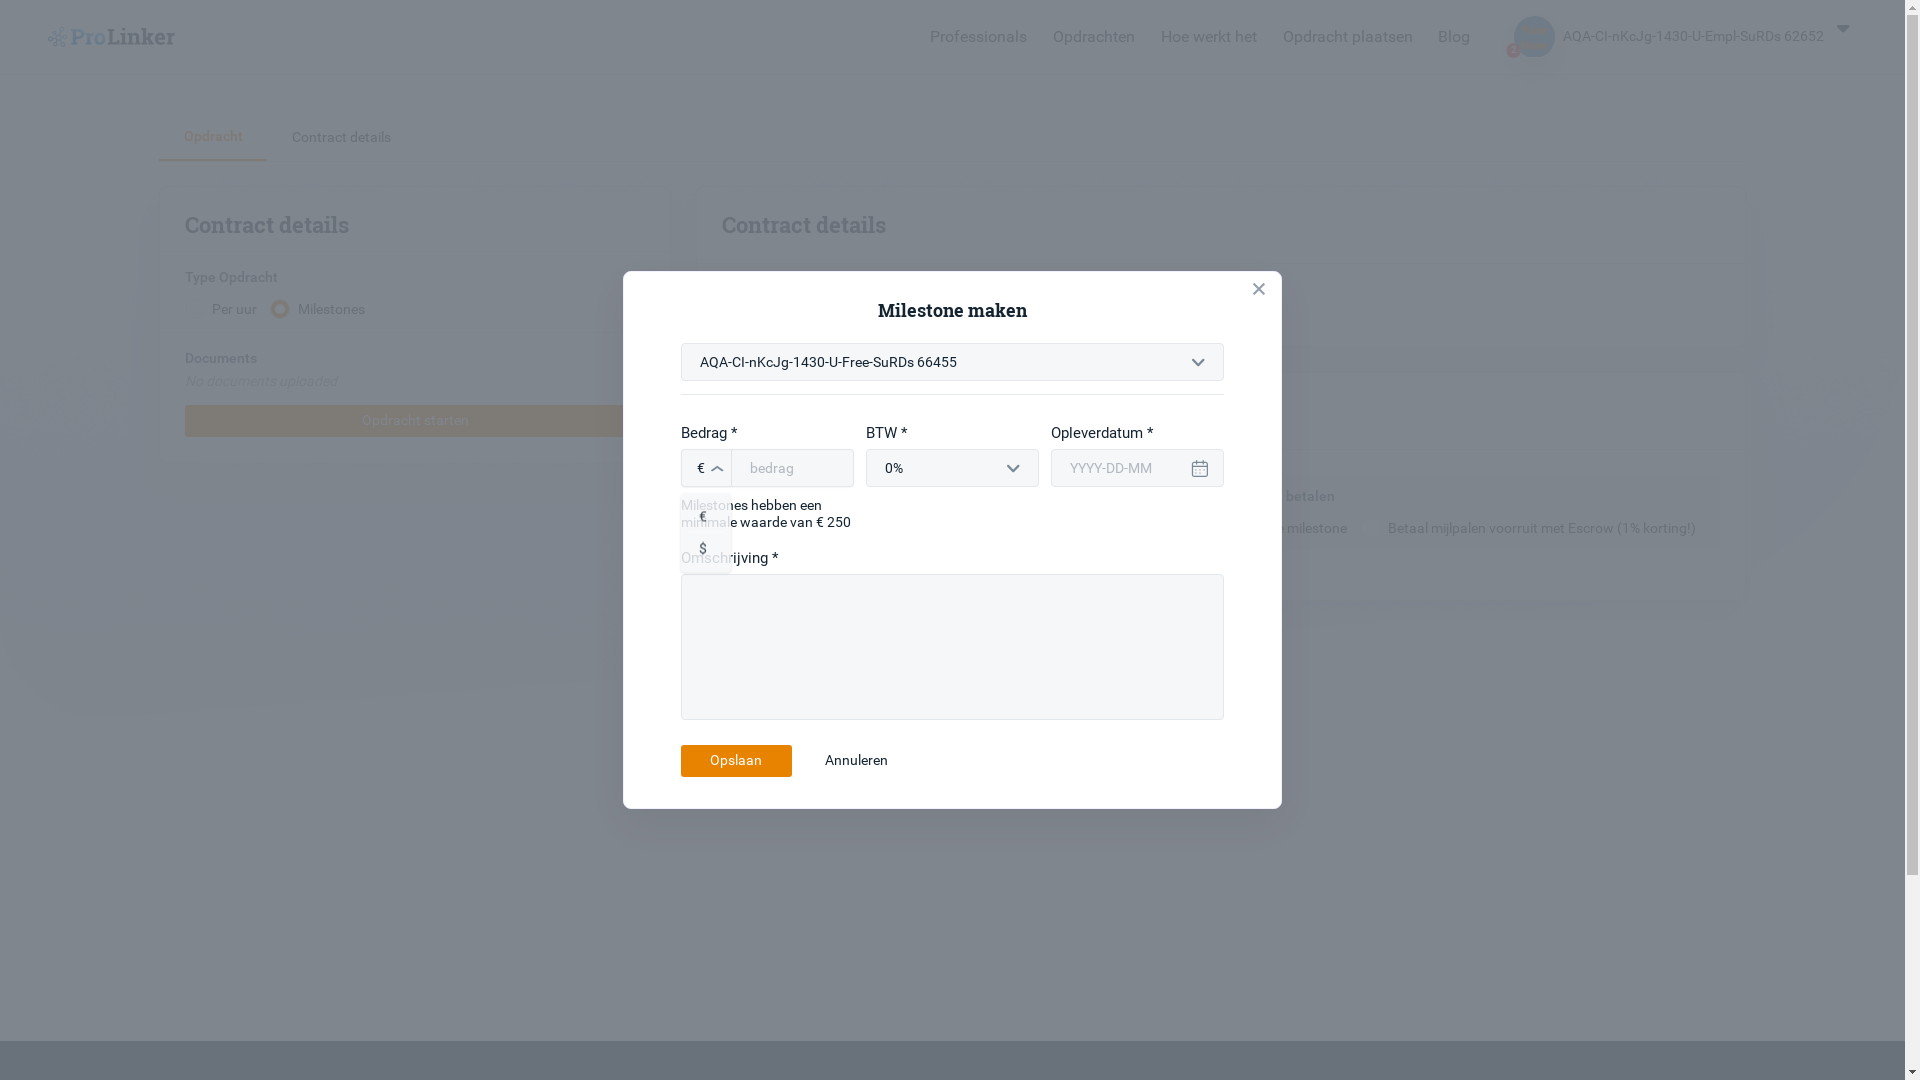 ProLinker
Professionals
Opdrachten
Hoe werkt het
Opdracht plaatsen
Blog
AQA-CI-nKcJg-1430-U-Empl-SuRDs 62652
Opdracht
Contract details
Contract details
Type Opdracht
Per uur
Milestones
Documents
No documents uploaded
Opdracht starten
Contract details
betalen
milestone
Betaal mijlpalen voorruit met Escrow (1% korting!)
Milestone maken
AQA-CI-nKcJg-1430-U-Free-SuRDs 66455
Bedrag *
BTW *
Opleverdatum *
€
bedrag
0%
YYYY-DD-MM
Milestones hebben een
minimale waarde van € 250
€
$
Omschrijving *
Opslaan
Annuleren